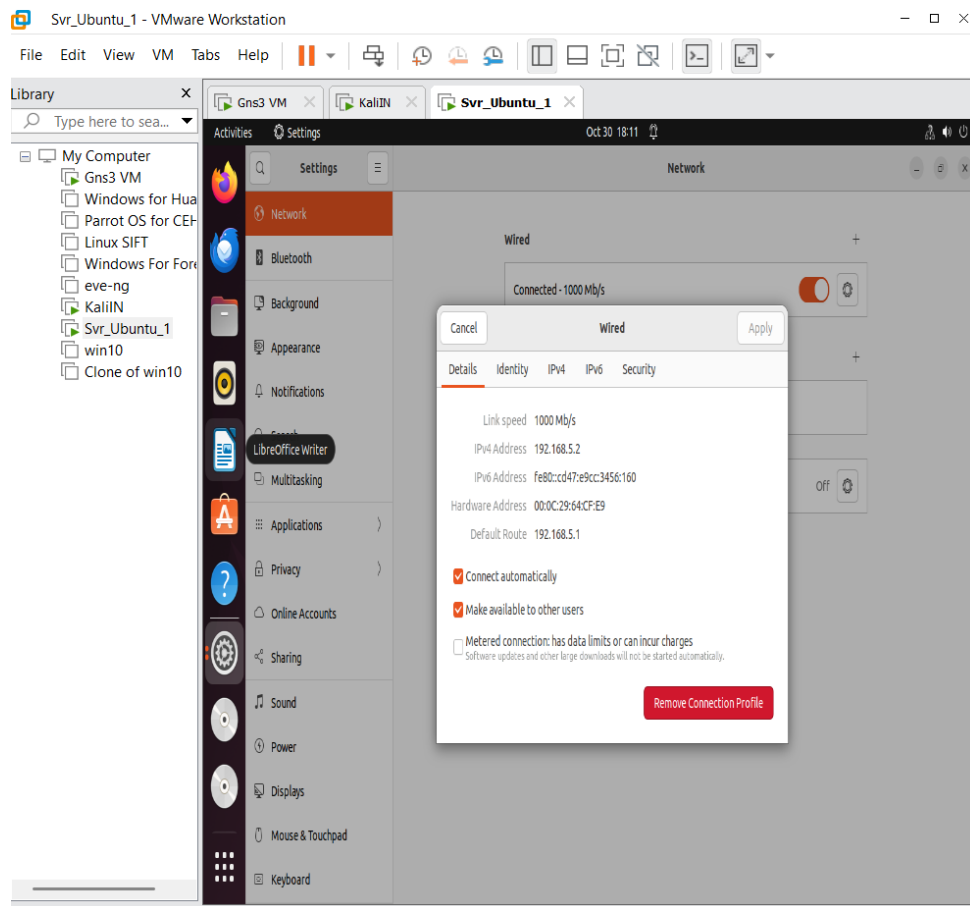 Svr_Ubuntu_1 - VMware Workstation
File Edit View VM Tabs Help
Library
Type here to sea...
My Computer
Gns3 VM
Windows for Hua
Parrot OS for CEH
Linux SIFT
Windows For Fore
eve-ng
KaliIN
Svr_Ubuntu_1
win10
Clone of win10
Gns3 VM KaliIN Svr_Ubuntu_1
Activities Settings Oct 30 18:11
Settings Network
Network
Bluetooth
Background
Appearance
Notifications
LibreOffice Writer
Multitasking
Applications
Privacy
Online Accounts
Sharing
Sound
Power
Displays
Mouse & Touchpad
Keyboard
Wired
Connected - 1000 Mb/s
Off
Cancel Wired Apply
Details Identity IPv4 IPv6 Security
Link speed 1000 Mb/s
IPv4 Address 192.168.5.2
IPv6 Address fe80::cd47:e9cc:3456:160
Hardware Address 00:0C:29:64:CF:E9
Default Route 192.168.5.1
Connect automatically
Make available to other users
Metered connection: has data limits or can incur charges
Software updates and other large downloads will not be started automatically.
Remove Connection Profile